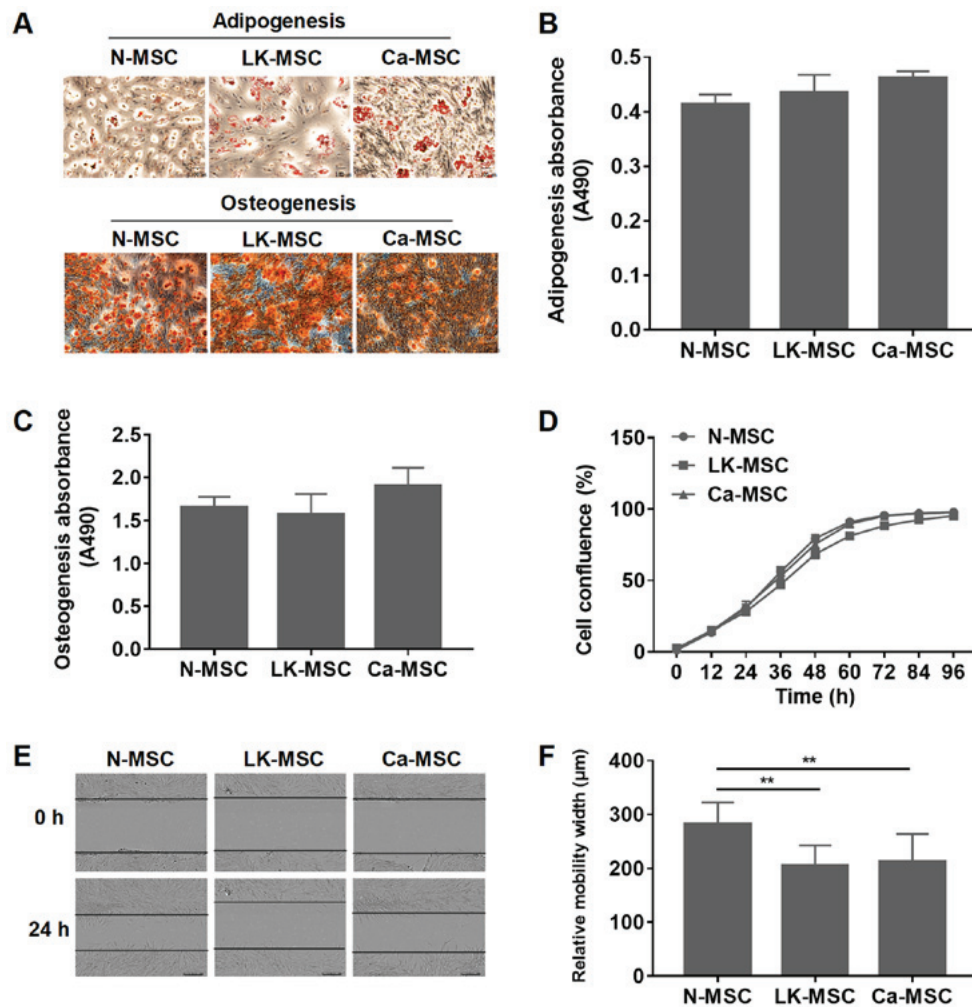 A
Adipogenesis
N-MSC LK-MSC Ca-MSC
Osteogenesis
N-MSC LK-MSC Ca-MSC
B
Adipogenesis absorbance
(A490)
0.5
0.4
0.3
0.2
0.1
0.0
N-MSC LK-MSC Ca-MSC
C
Osteogenesis absorbance
(A490)
2.5
2.0
1.5
1.0
0.5
0.0
N-MSC LK-MSC Ca-MSC
D
Cell confluence (%)
150
100
50
0
N-MSC
LK-MSC
Ca-MSC
0 12 24 36 48 60 72 84 96
Time (h)
E
N-MSC LK-MSC Ca-MSC
0 h
24 h
F
Relative mobility width (μm)
400
300
200
100
0
**
**
N-MSC LK-MSC Ca-MSC